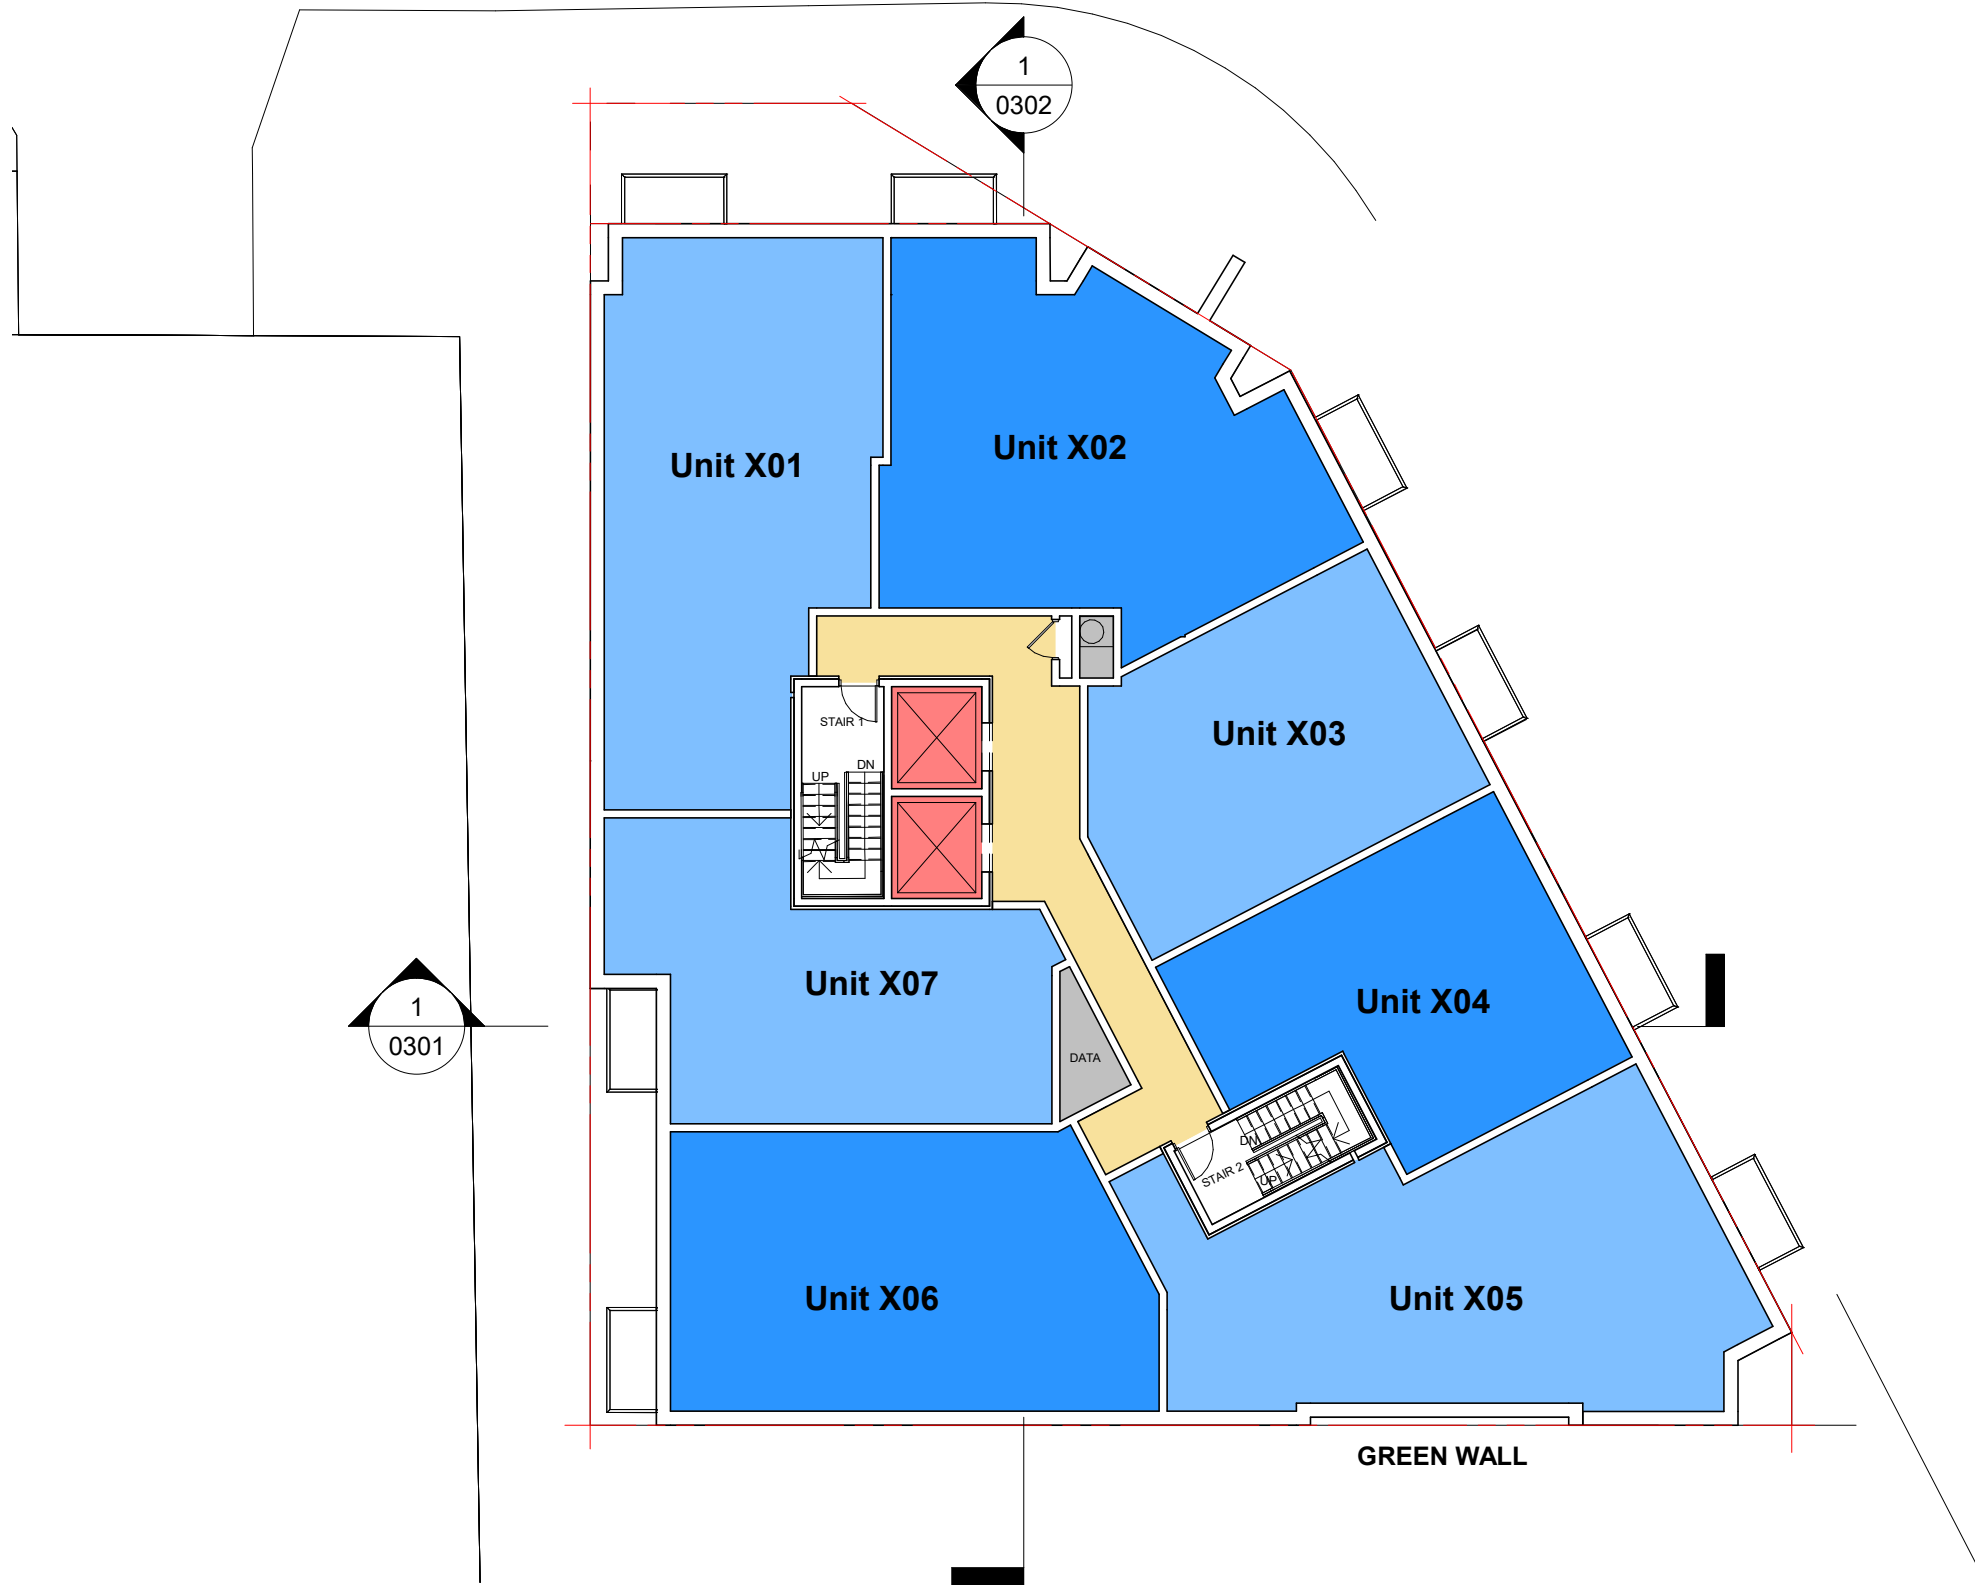 1
0302
Unit X01
Unit X02
STAIR 1
UP
DN
Unit X03
Unit X07
Unit X04
1
0301
DATA
DN
STAIR 2
UP
Unit X06
Unit X05
GREEN WALL